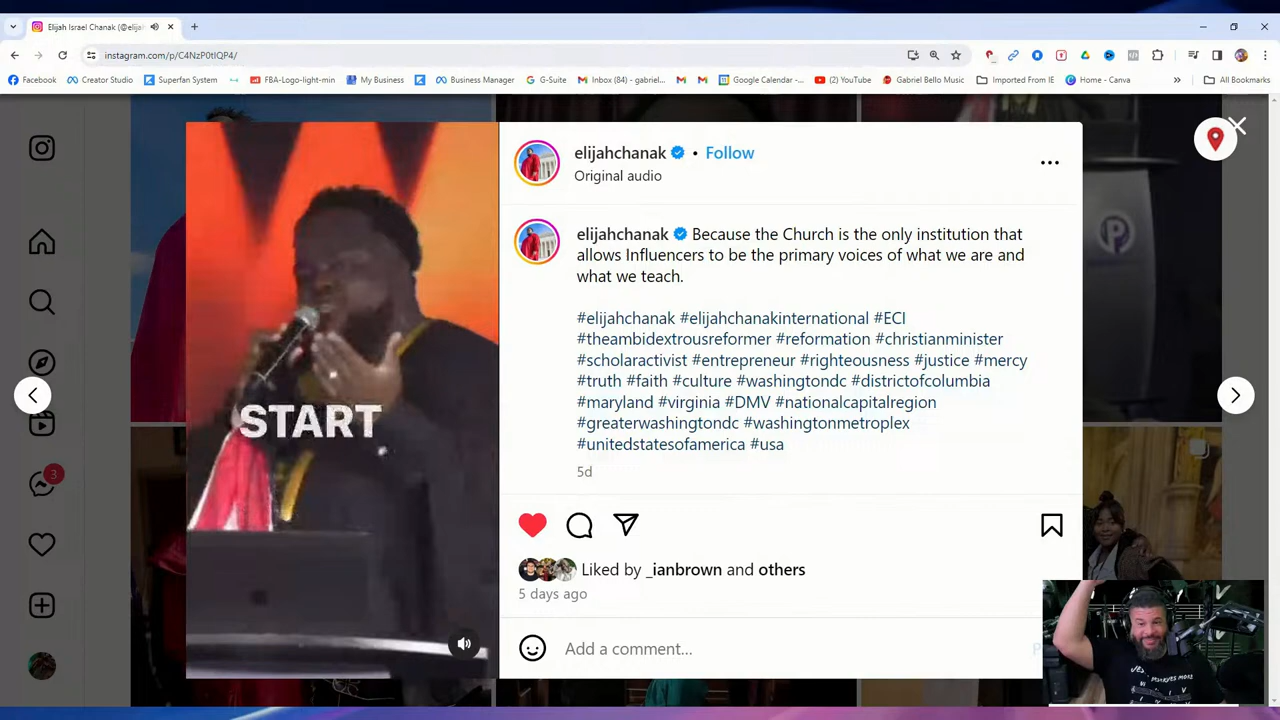 Elijah Israel Chanak (@elija
instagram.com/p/C4NzP0tIQP4/
Facebook Creator Studio Superfan System FBA-Logo-light-min My Business Business Manager G-Suite Inbox (84) - gabriel... Google Calendar -... (2) YouTube Gabriel Bello Music Imported From IE Home - Canva » All Bookmarks
elijahchanak • Follow
Original audio
elijahchanak Because the Church is the only institution that
allows Influencers to be the primary voices of what we are and
what we teach.
#elijahchanak #elijahchanakinternational #ECI
#theambidextrousreformer #reformation #christianminister
#scholaractivist #entrepreneur #righteousness #justice #mercy
#truth #faith #culture #washingtondc #districtofcolumbia
#maryland #virginia #DMV #nationalcapitalregion
#greaterwashingtondc #washingtonmetroplex
#unitedstatesofamerica #usa
START
5d
3
Liked by _ianbrown and others
5 days ago
Add a comment...